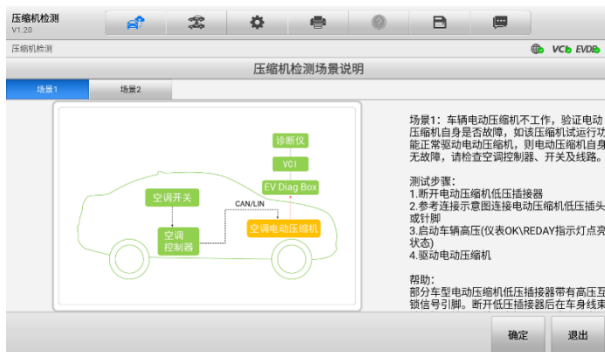 压缩机检测
V1.20
压缩机检测
VCI
EVDB
压缩机检测场景说明
场景1
场景2
诊断仪
VCI
EV Diag Box
空调开关
CAN/LIN
空调
控制器
空调电动压缩机
场景1：车辆电动压缩机不工作，验证电动
压缩机自身是否故障，如该压缩机试运行功
能正常驱动电动压缩机，则电动压缩机自身
无故障，请检查空调控制器、开关及线路。
测试步骤：
1.断开电动压缩机低压插接器
2.参考连接示意图连接电动压缩机低压插头
或针脚
3.启动车辆高压(仪表OK\REDAY指示灯点亮
状态)
4.驱动电动压缩机
帮助：
部分车型电动压缩机低压插接器带有高压互
锁信号引脚。断开低压插接器后在车身线束
确定
退出